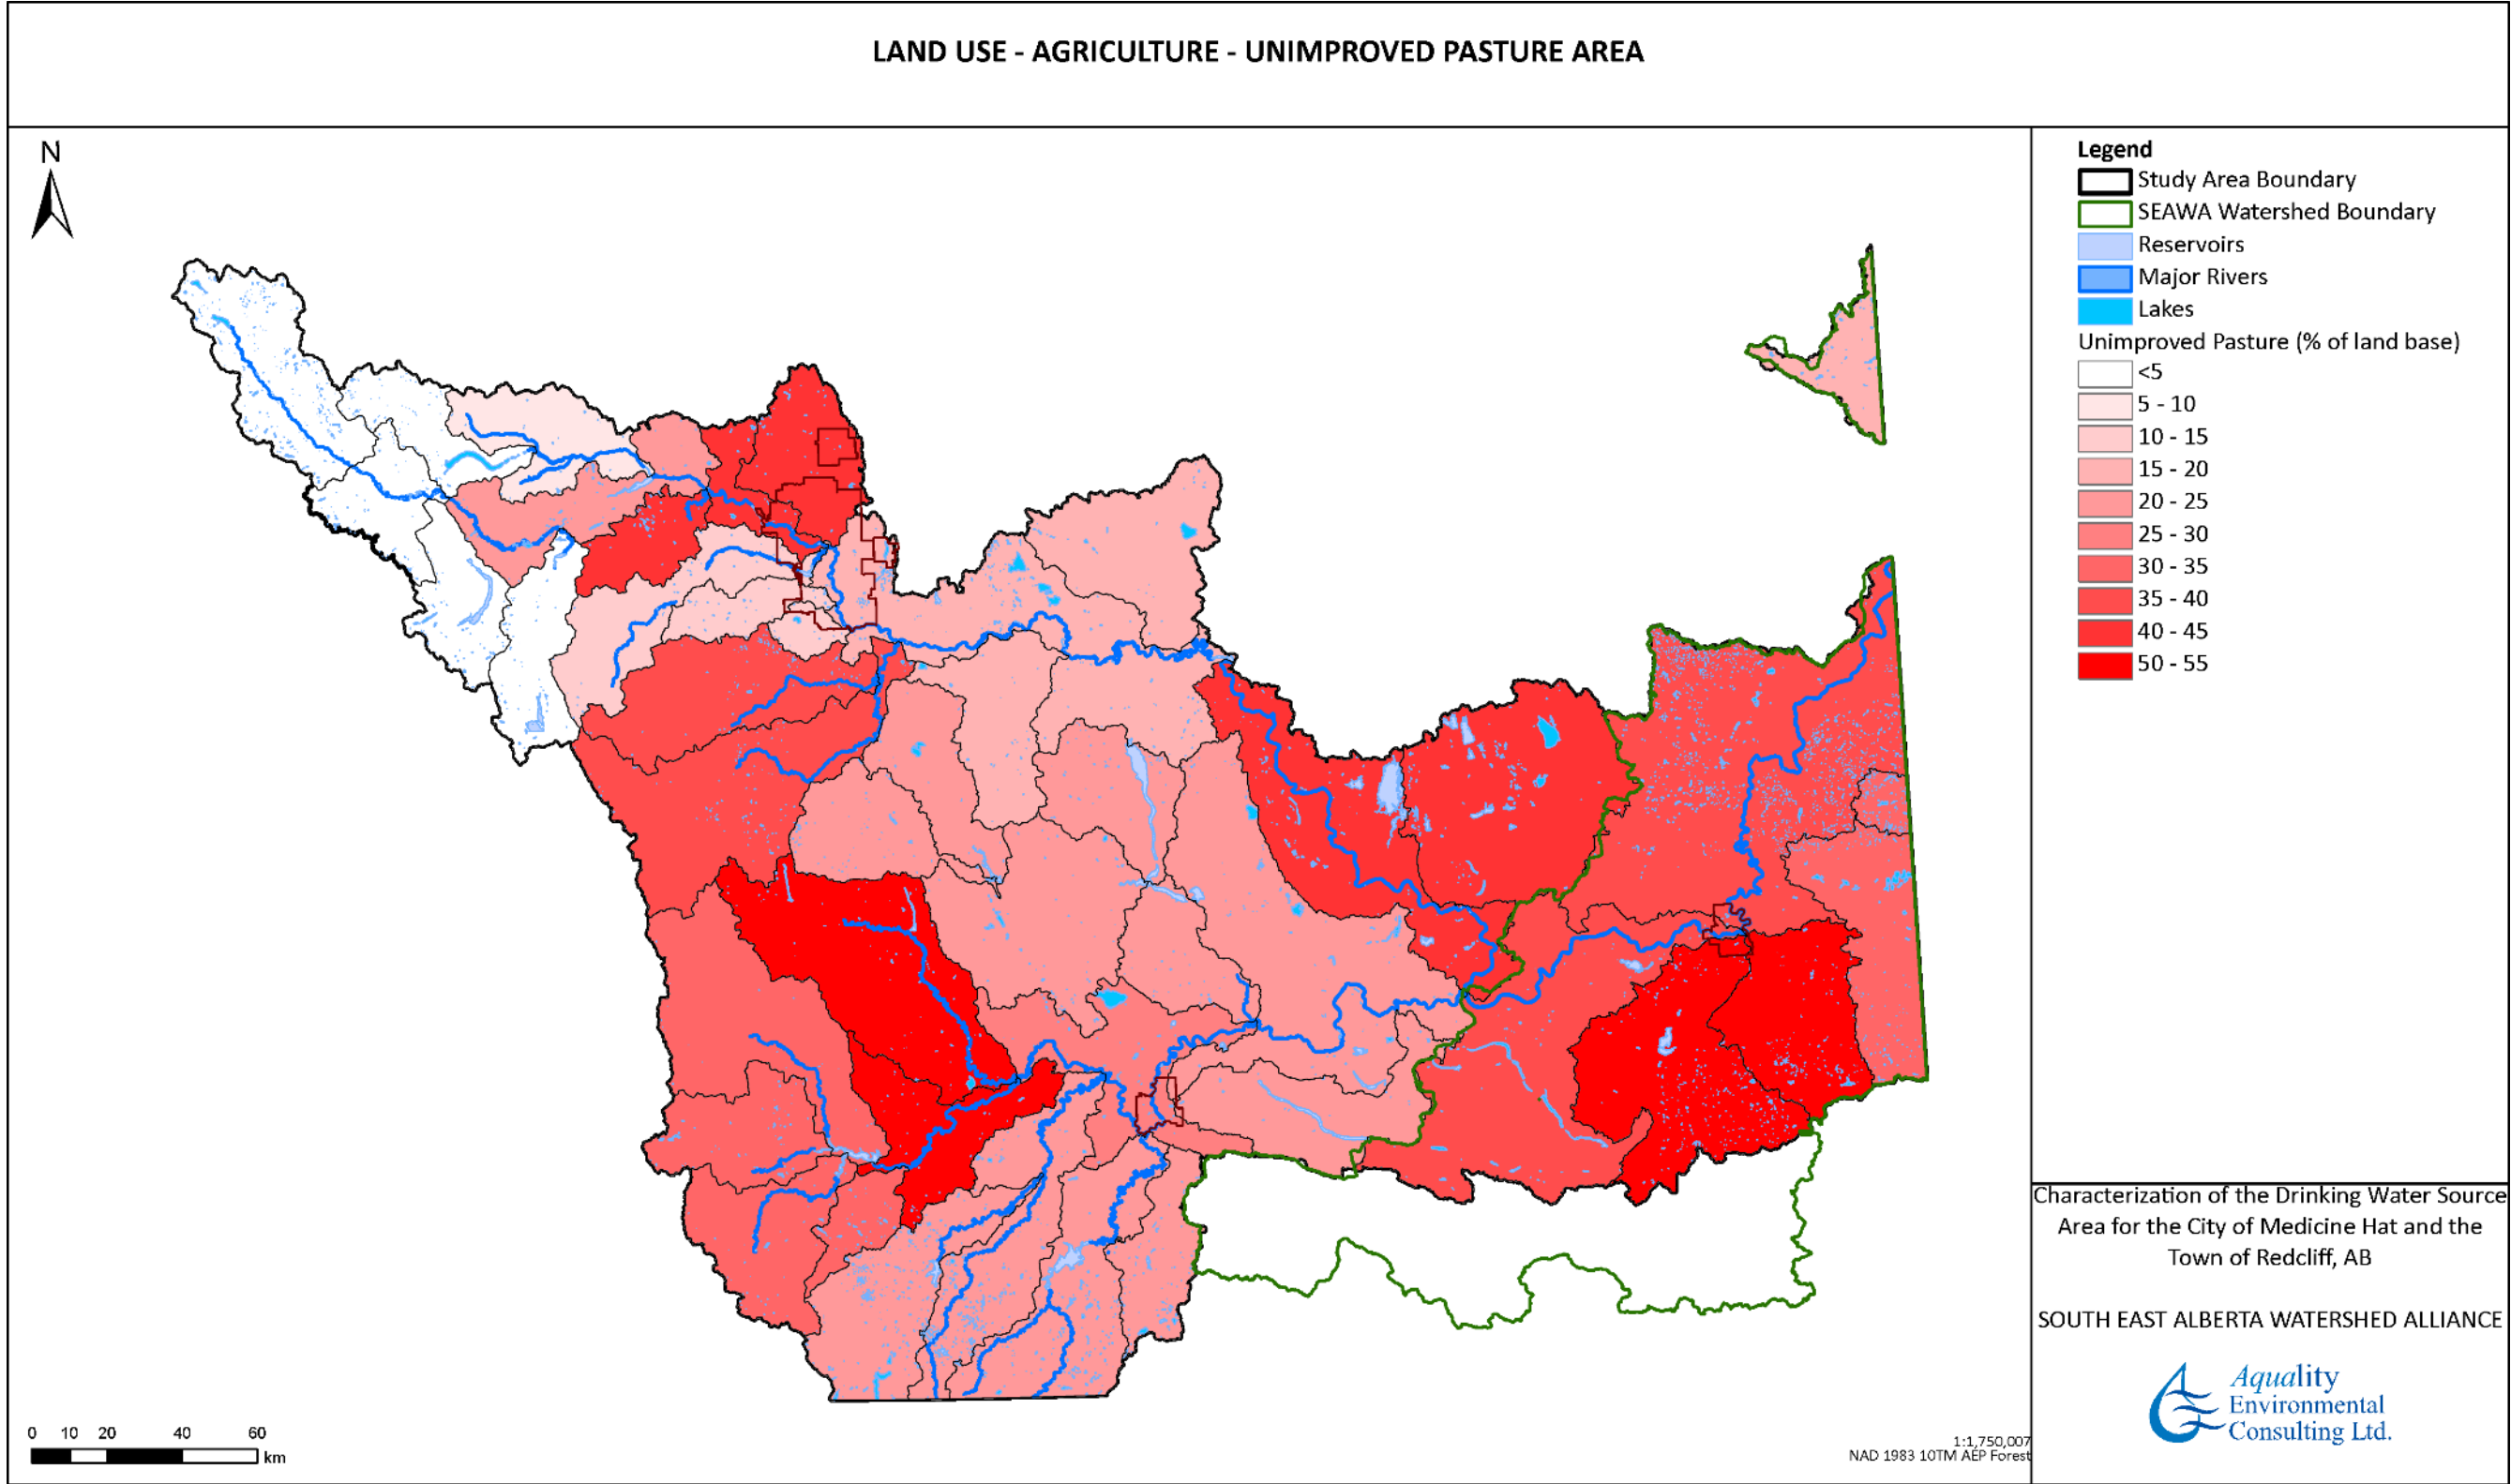 LAND USE - AGRICULTURE - UNIMPROVED PASTURE AREA
N
Legend
Study Area Boundary
SEAWA Watershed Boundary
Reservoirs
Major Rivers
Lakes
Unimproved Pasture (% of land base)
<5
5 - 10
10 - 15
15 - 20
20 - 25
25 - 30
30 - 35
35 - 40
40 - 45
50 - 55
Characterization of the Drinking Water Source
Area for the City of Medicine Hat and the
Town of Redcliff, AB
SOUTH EAST ALBERTA WATERSHED ALLIANCE
Aquality
Environmental
Consulting Ltd.
0 10 20 40 60
km
1:1,750,007
NAD 1983 10TM AEP Forest